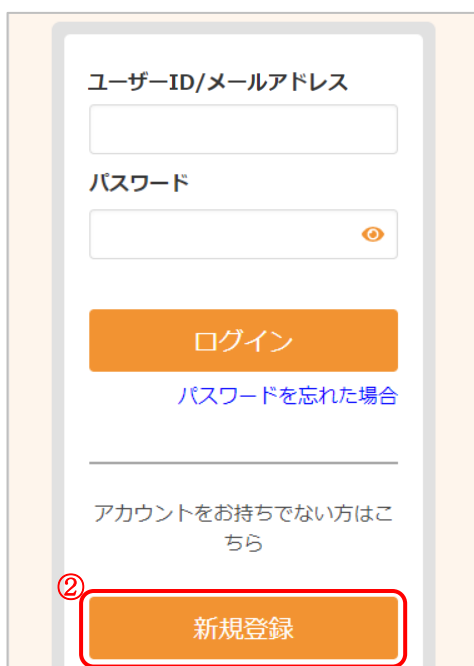 ユーザーID/メールアドレス
パスワード
ログイン
パスワードを忘れた場合
アカウントをお持ちでない方はこ
ちら
②
新規登録